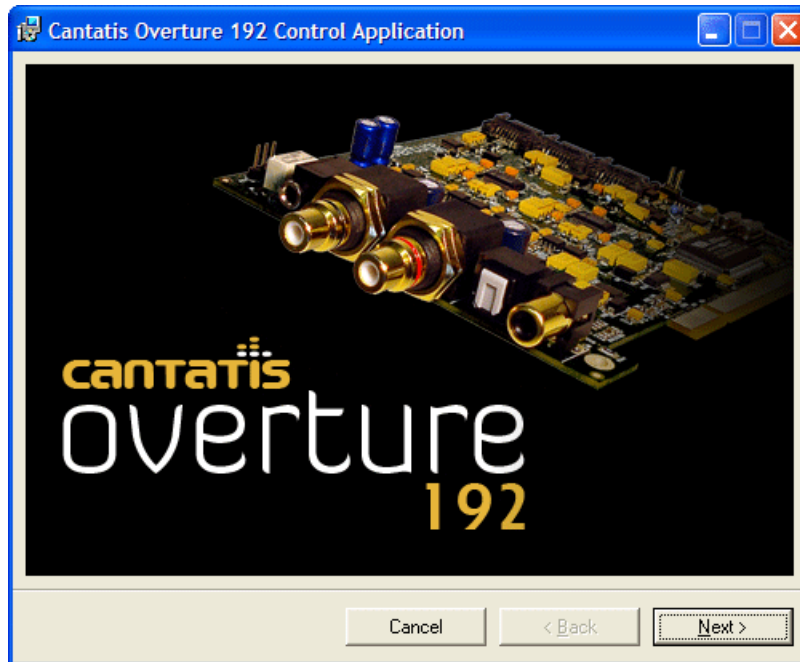 Cantatis Overture 192 Control Application
cantatis
overture
192
Cancel
< Back
Next >